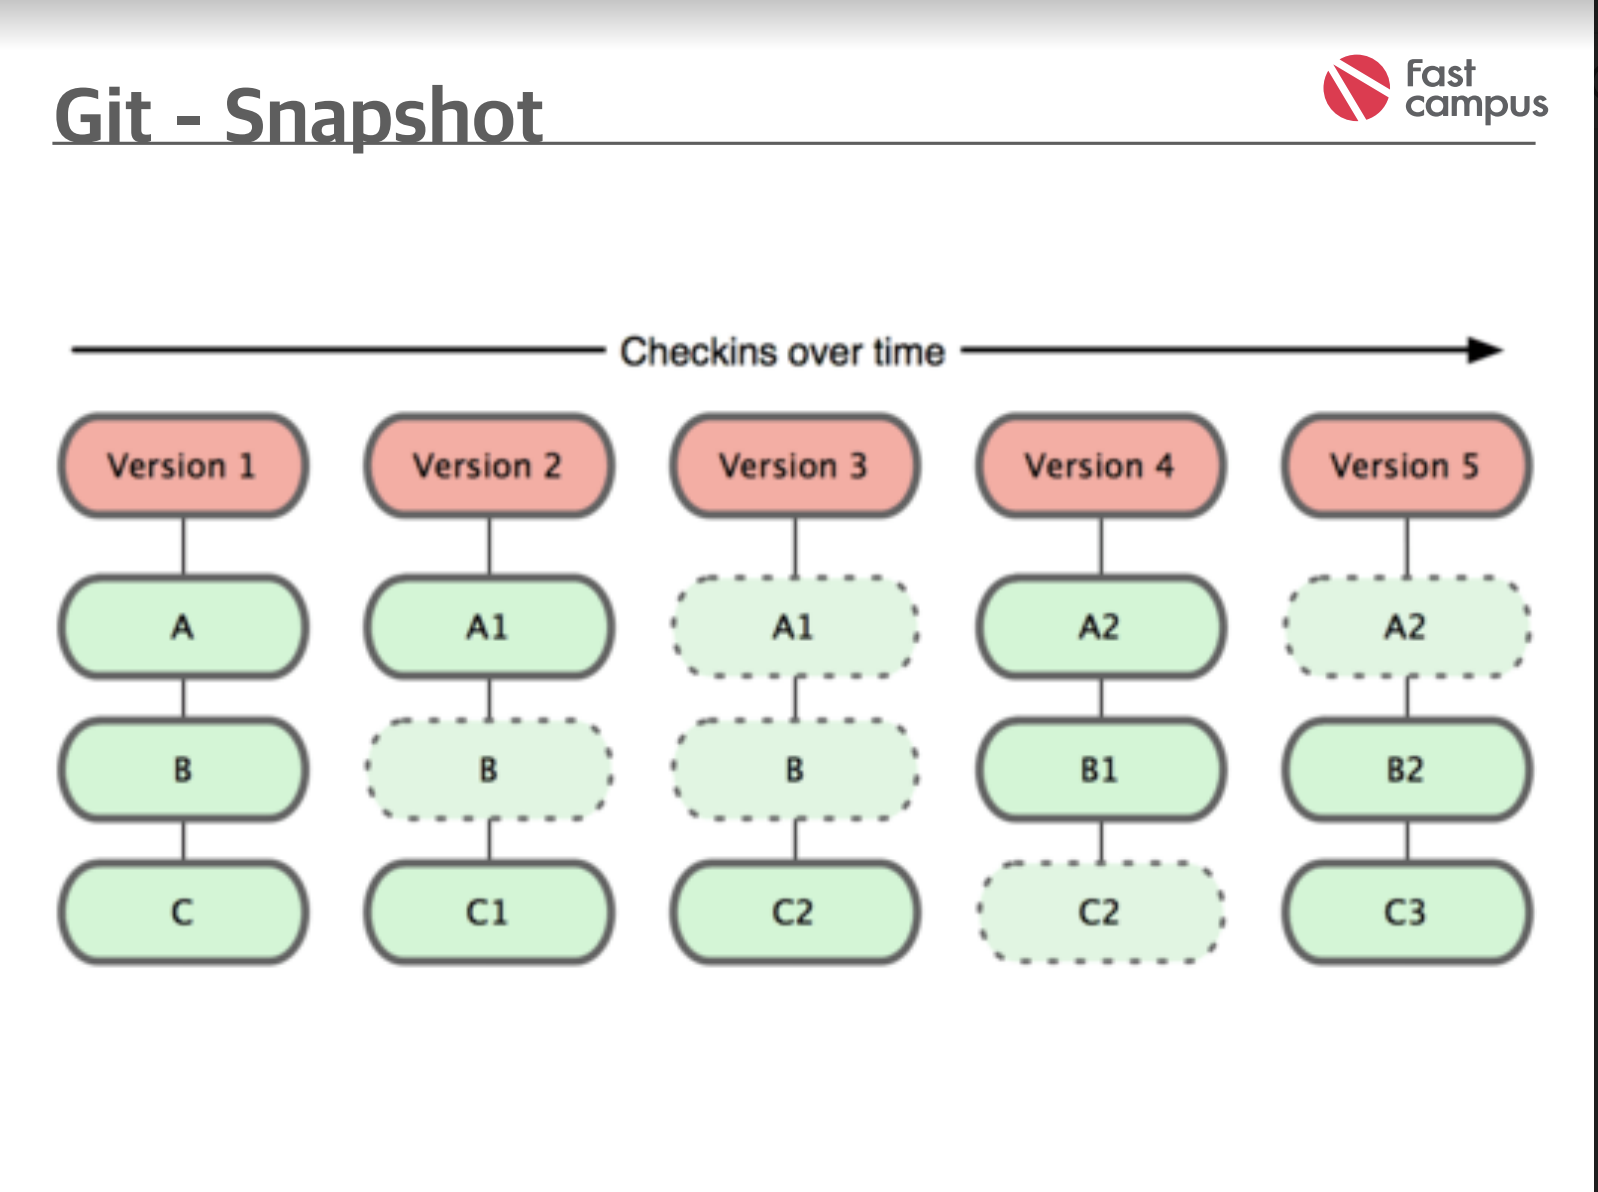 Git - Snapshot
Fast
campus
Checkins over time
Version 1 Version 2 Version 3 Version 4 Version 5
A A1 A1 A2 A2
B B B B1 B2
C C1 C2 C2 C3